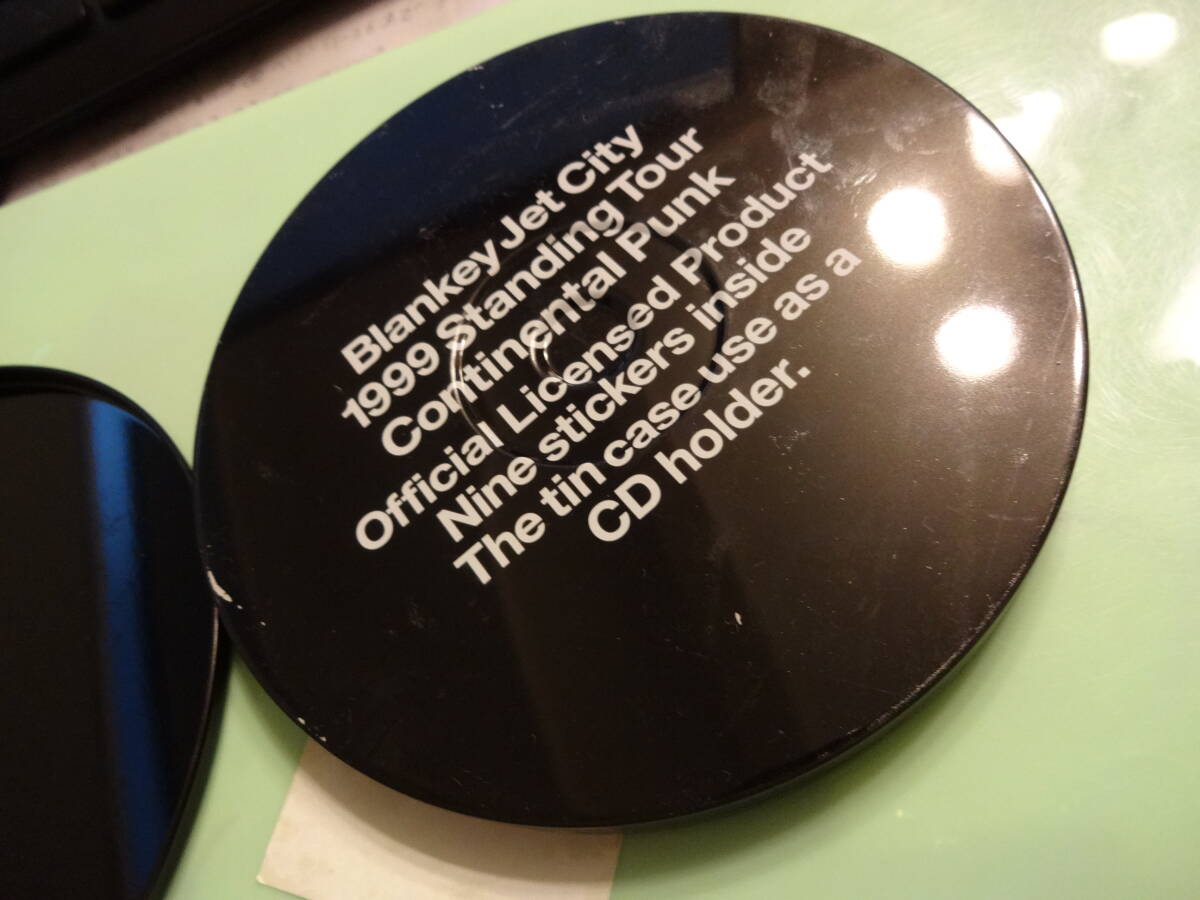 Blankey Jet City
1999 Standing Tour
Continental Punk
Official Licensed Product
Nine stickers inside
The tin case use as a
CD holder.